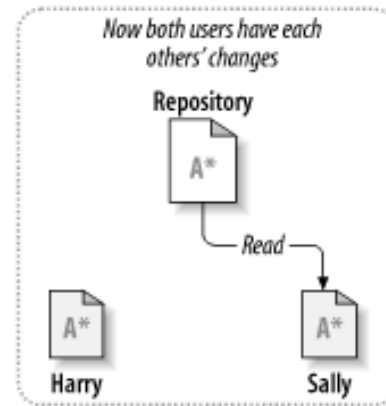 Now both users have each
others' changes
Repository
A*
Read
A*
A*
Harry
Sally